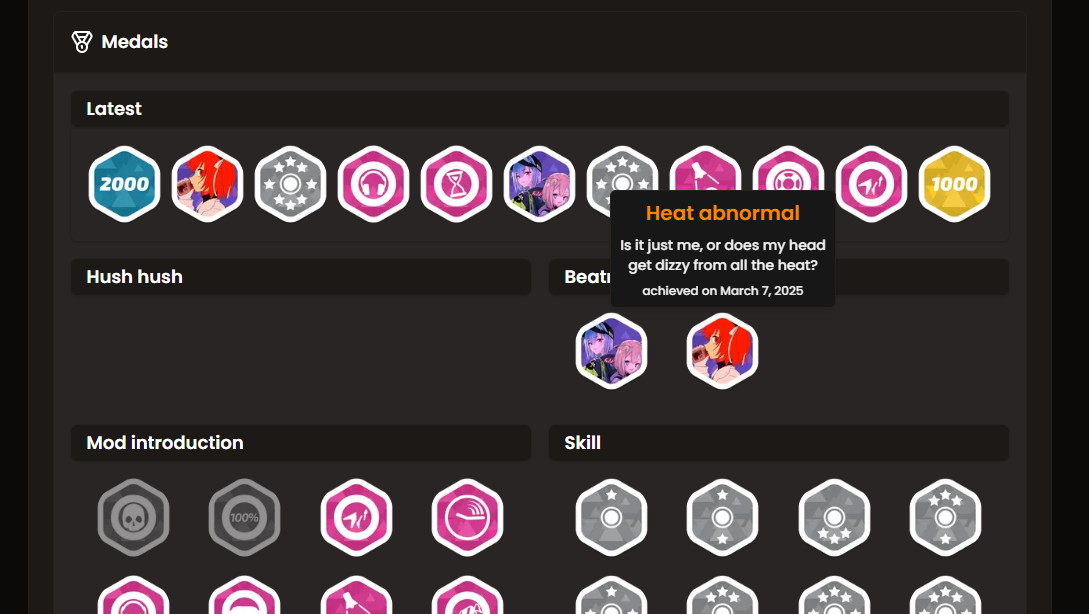 Medals
Latest
2000
1000
Heat abnormal
Is it just me, or does my head
get dizzy from all the heat?
achieved on March 7, 2025
Hush hush
Mod introduction
Skill
100%